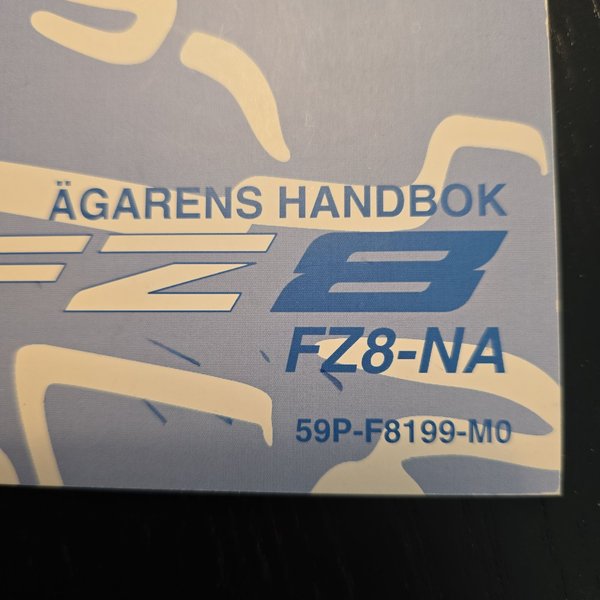 ÄGARENS HANDBOK
FZ8
FZ8-NA
59P-F8199-M0